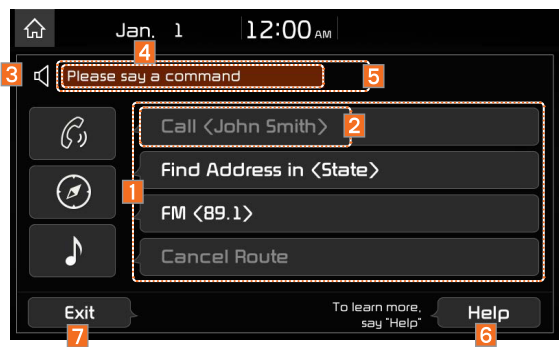 Jan. 1 12:00 AM
4
3 Please say a command 5
Call <John Smith> 2
Find Address in <State>
1
FM <89.1>
Cancel Route
Exit To learn more, Help
say "Help"
7 6